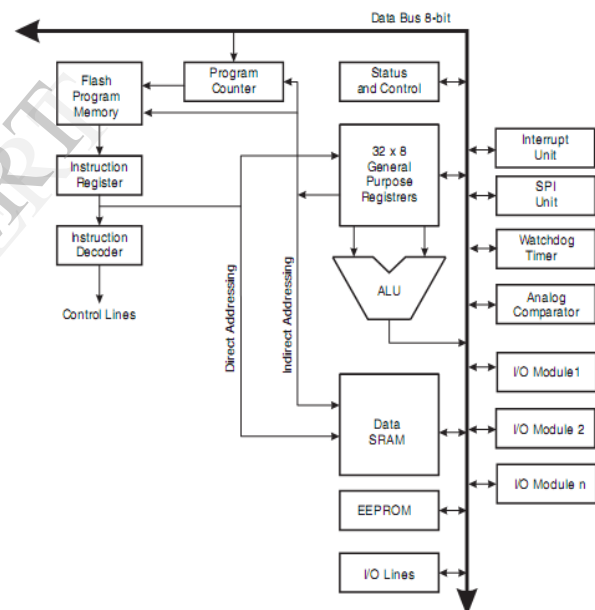 Data Bus 8-bit
Flash
Program
Memory
Program
Counter
Status
and Control
Instruction
Register
32 x 8
General
Purpose
Registrers
Interrupt
Unit
SPI
Unit
Instruction
Decoder
Watchdog
Timer
ALU
Analog
Comparator
Control Lines
Direct Addressing
Indirect Addressing
I/O Module1
Data
SRAM
I/O Module 2
I/O Module n
EEPROM
I/O Lines